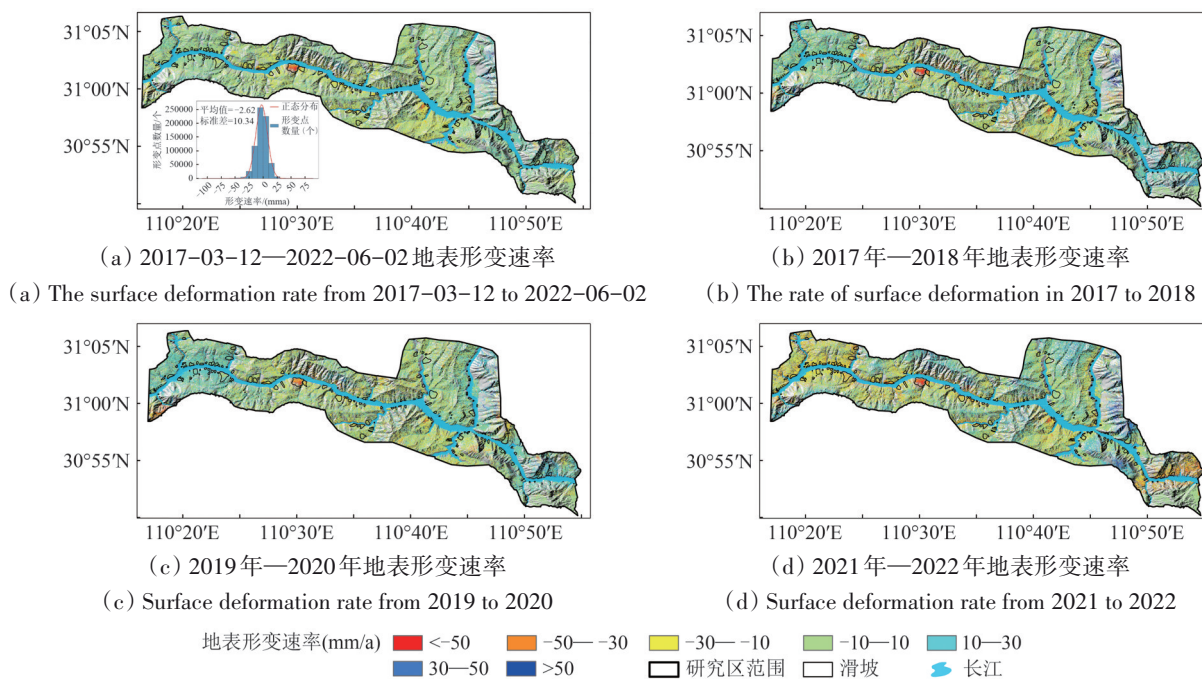 31°05′N
31°00′N
30°55′N
平均值=−2.62
标准差=10.34
正态分布
形变点
数量(个)
形变点数量/个
250000
200000
150000
100000
50000
0
−100 −75 −50 −25 0 25 50 75
形变速率/(mma)
110°20′E 110°30′E 110°40′E 110°50′E
(a) 2017-03-12—2022-06-02地表形变速率
(a) The surface deformation rate from 2017-03-12 to 2022-06-02
31°05′N
31°00′N
30°55′N
110°20′E 110°30′E 110°40′E 110°50′E
(b) 2017年—2018年地表形变速率
(b) The rate of surface deformation in 2017 to 2018
31°05′N
31°00′N
30°55′N
110°20′E 110°30′E 110°40′E 110°50′E
(c) 2019年—2020年地表形变速率
(c) Surface deformation rate from 2019 to 2020
31°05′N
31°00′N
30°55′N
110°20′E 110°30′E 110°40′E 110°50′E
(d) 2021年—2022年地表形变速率
(d) Surface deformation rate from 2021 to 2022
地表形变速率(mm/a) <-50 -50— -30 -30— -10 -10—10 10—30
30—50 >50 研究区范围 滑坡 长江